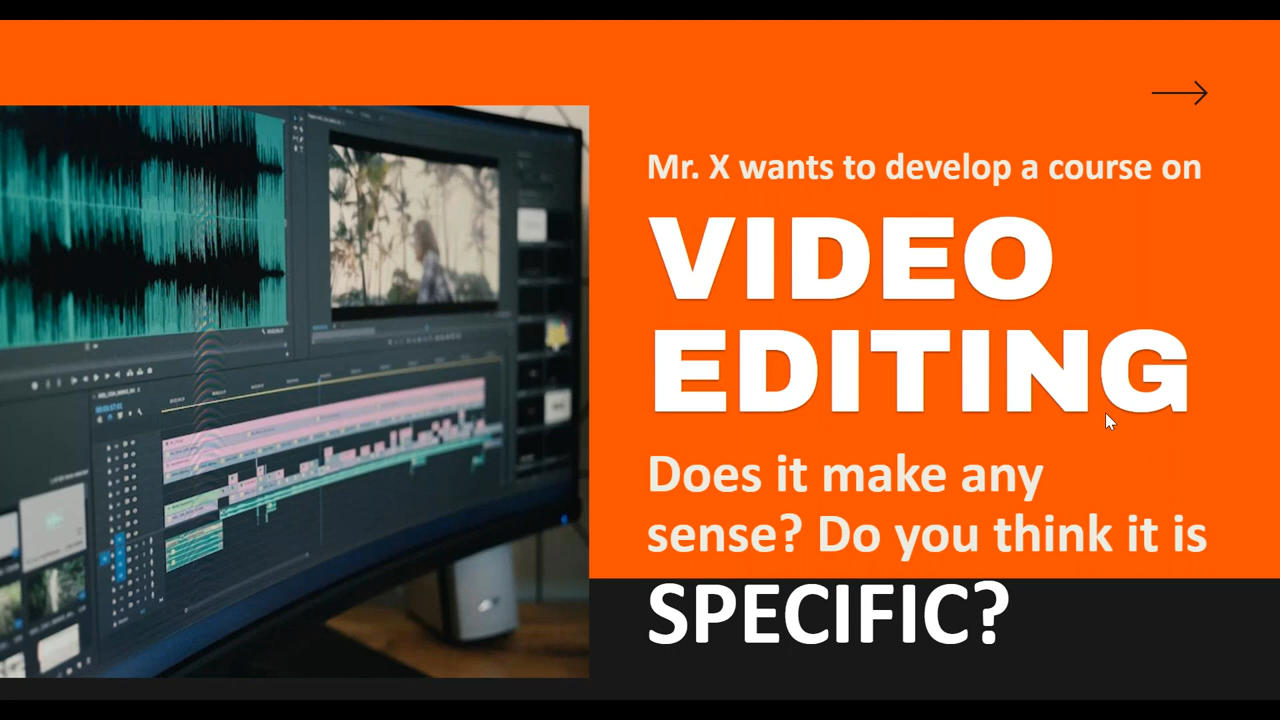 Mr. X wants to develop a course on
VIDEO
EDITING
Does it make any
sense? Do you think it is
SPECIFIC?